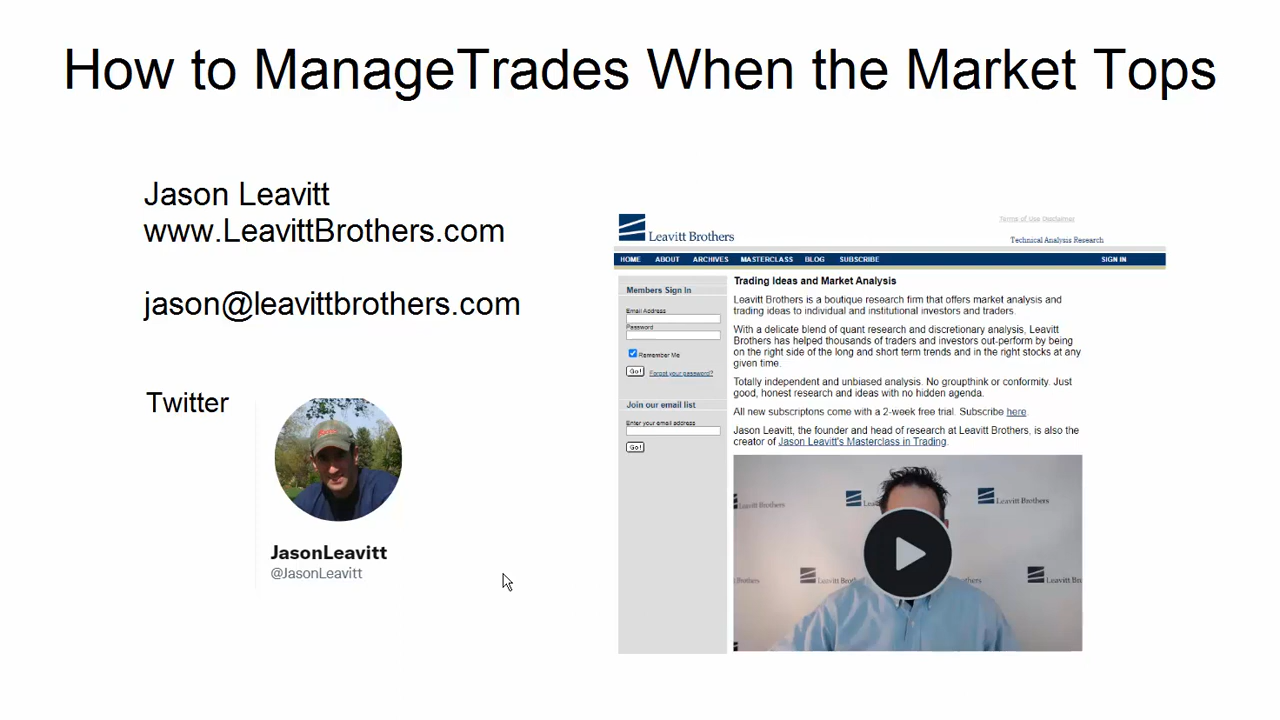 How to ManageTrades When the Market Tops
Jason Leavitt
www.LeavittBrothers.com
jason@leavittbrothers.com
Twitter
JasonLeavitt
@JasonLeavitt
Terms of Use Disclaimer
Leavitt Brothers
Technical Analysis Research
HOME ABOUT ARCHIVES MASTERCLASS BLOG SUBSCRIBE SIGN IN
Members Sign In
Email Address
Password
Remember Me
Go! Forgot your password?
Join our email list
Enter your email address
Go!
Trading Ideas and Market Analysis
Leavitt Brothers is a boutique research firm that offers market analysis and
trading ideas to individual and institutional investors and traders.
With a delicate blend of quant research and discretionary analysis, Leavitt
Brothers has helped thousands of traders and investors out-perform by being
on the right side of the long and short term trends and in the right stocks at any
given time.
Totally independent and unbiased analysis. No groupthink or conformity. Just
good, honest research and ideas with no hidden agenda.
All new subscriptons come with a 2-week free trial. Subscribe here.
Jason Leavitt, the founder and head of research at Leavitt Brothers, is also the
creator of Jason Leavitt's Masterclass in Trading.
Leavitt Brothers
Leavitt Bro
Leavitt Brothers
Brothers
Leavitt Broth
Leavitt Bro